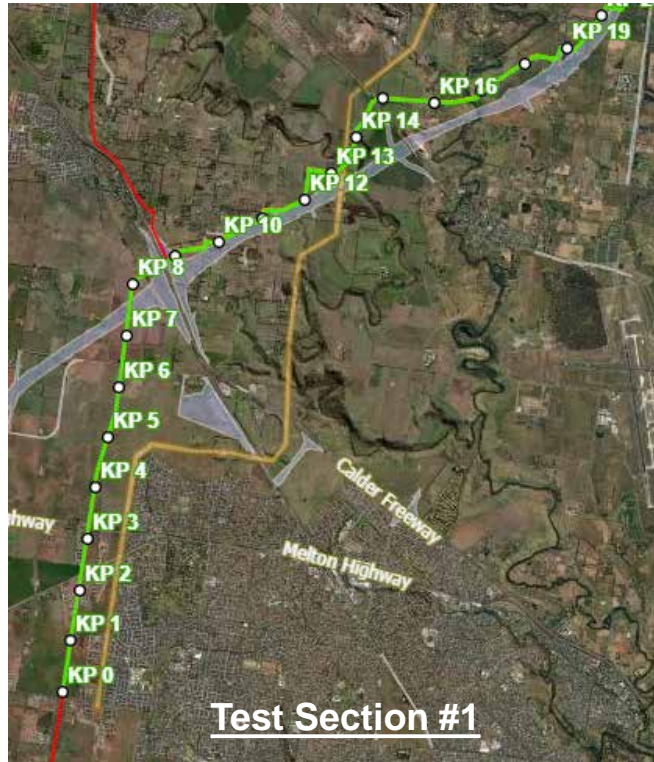 KP 19
KP 16
KP 14
KP 13
KP 12
KP 10
KP 8
KP 7
KP 6
KP 5
KP 4
Calder Freeway
ghway
KP 3
Melton Highway
KP 2
KP 1
KP 0
Test Section #1